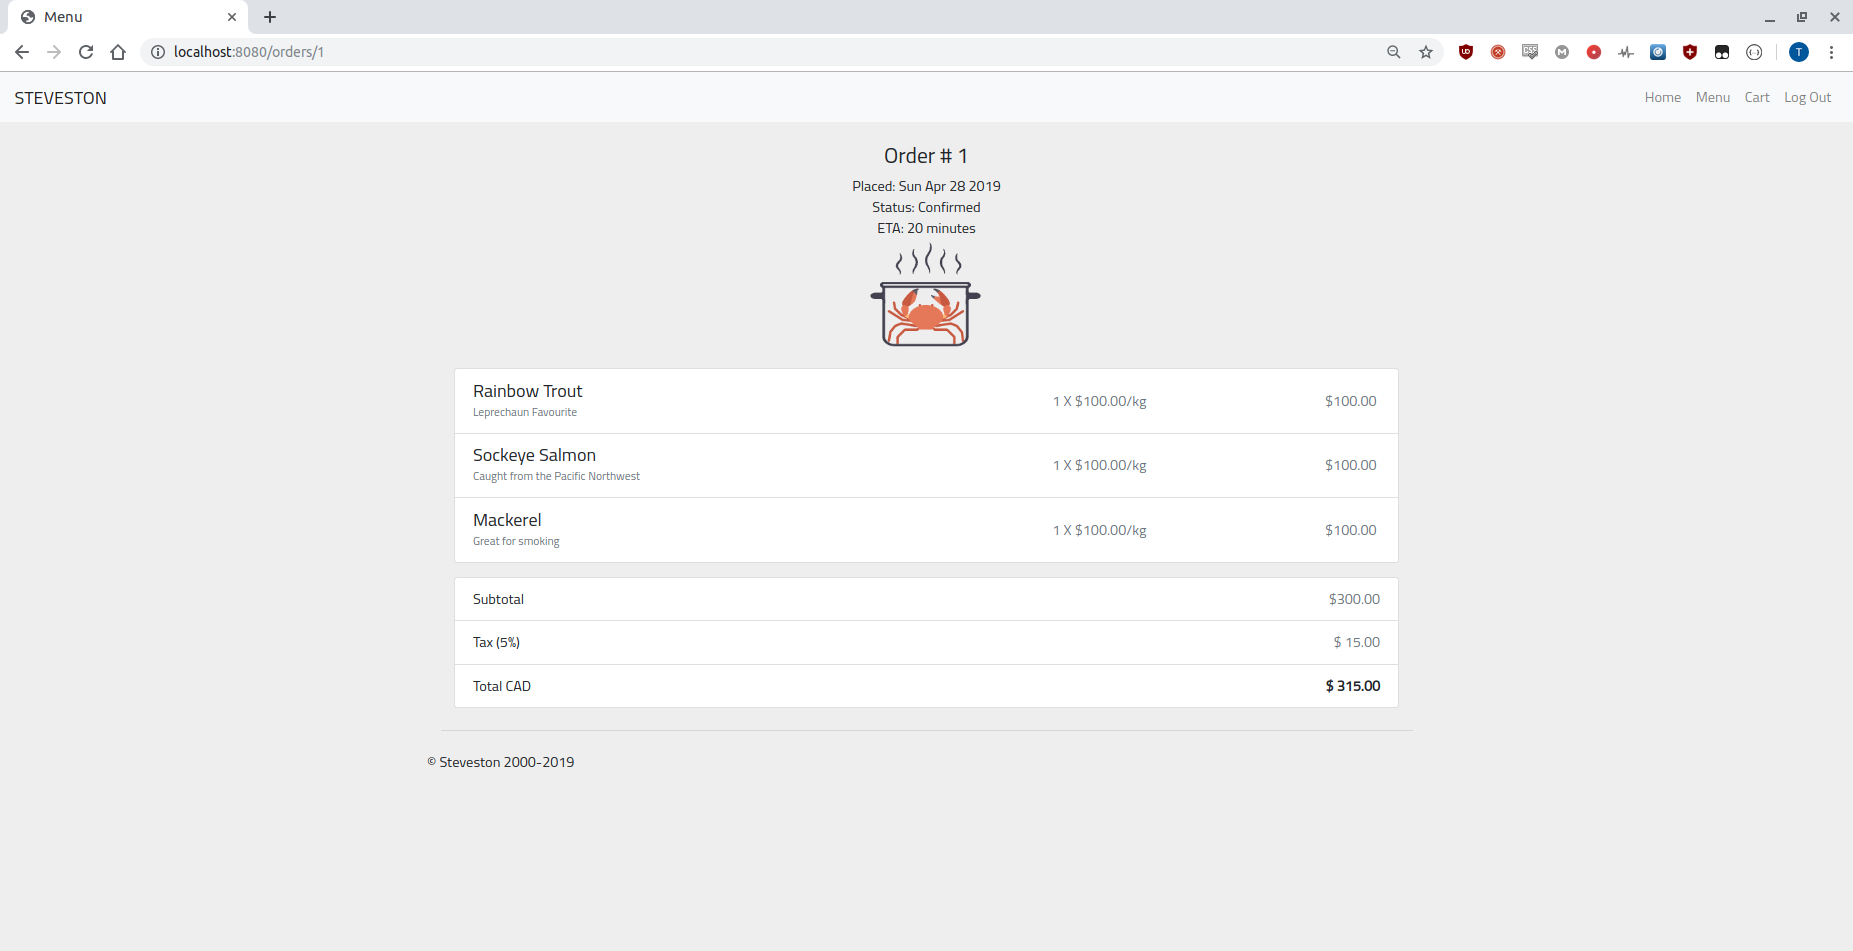 Menu
localhost:8080/orders/1
T
STEVESTON
Home Menu Cart Log Out
Order # 1
Placed: Sun Apr 28 2019
Status: Confirmed
ETA: 20 minutes
Rainbow Trout
Leprechaun Favourite
1 X $100.00/kg
$100.00
Sockeye Salmon
Caught from the Pacific Northwest
1 X $100.00/kg
$100.00
Mackerel
Great for smoking
1 X $100.00/kg
$100.00
Subtotal $300.00
Tax (5%) $ 15.00
Total CAD $ 315.00
© Steveston 2000-2019